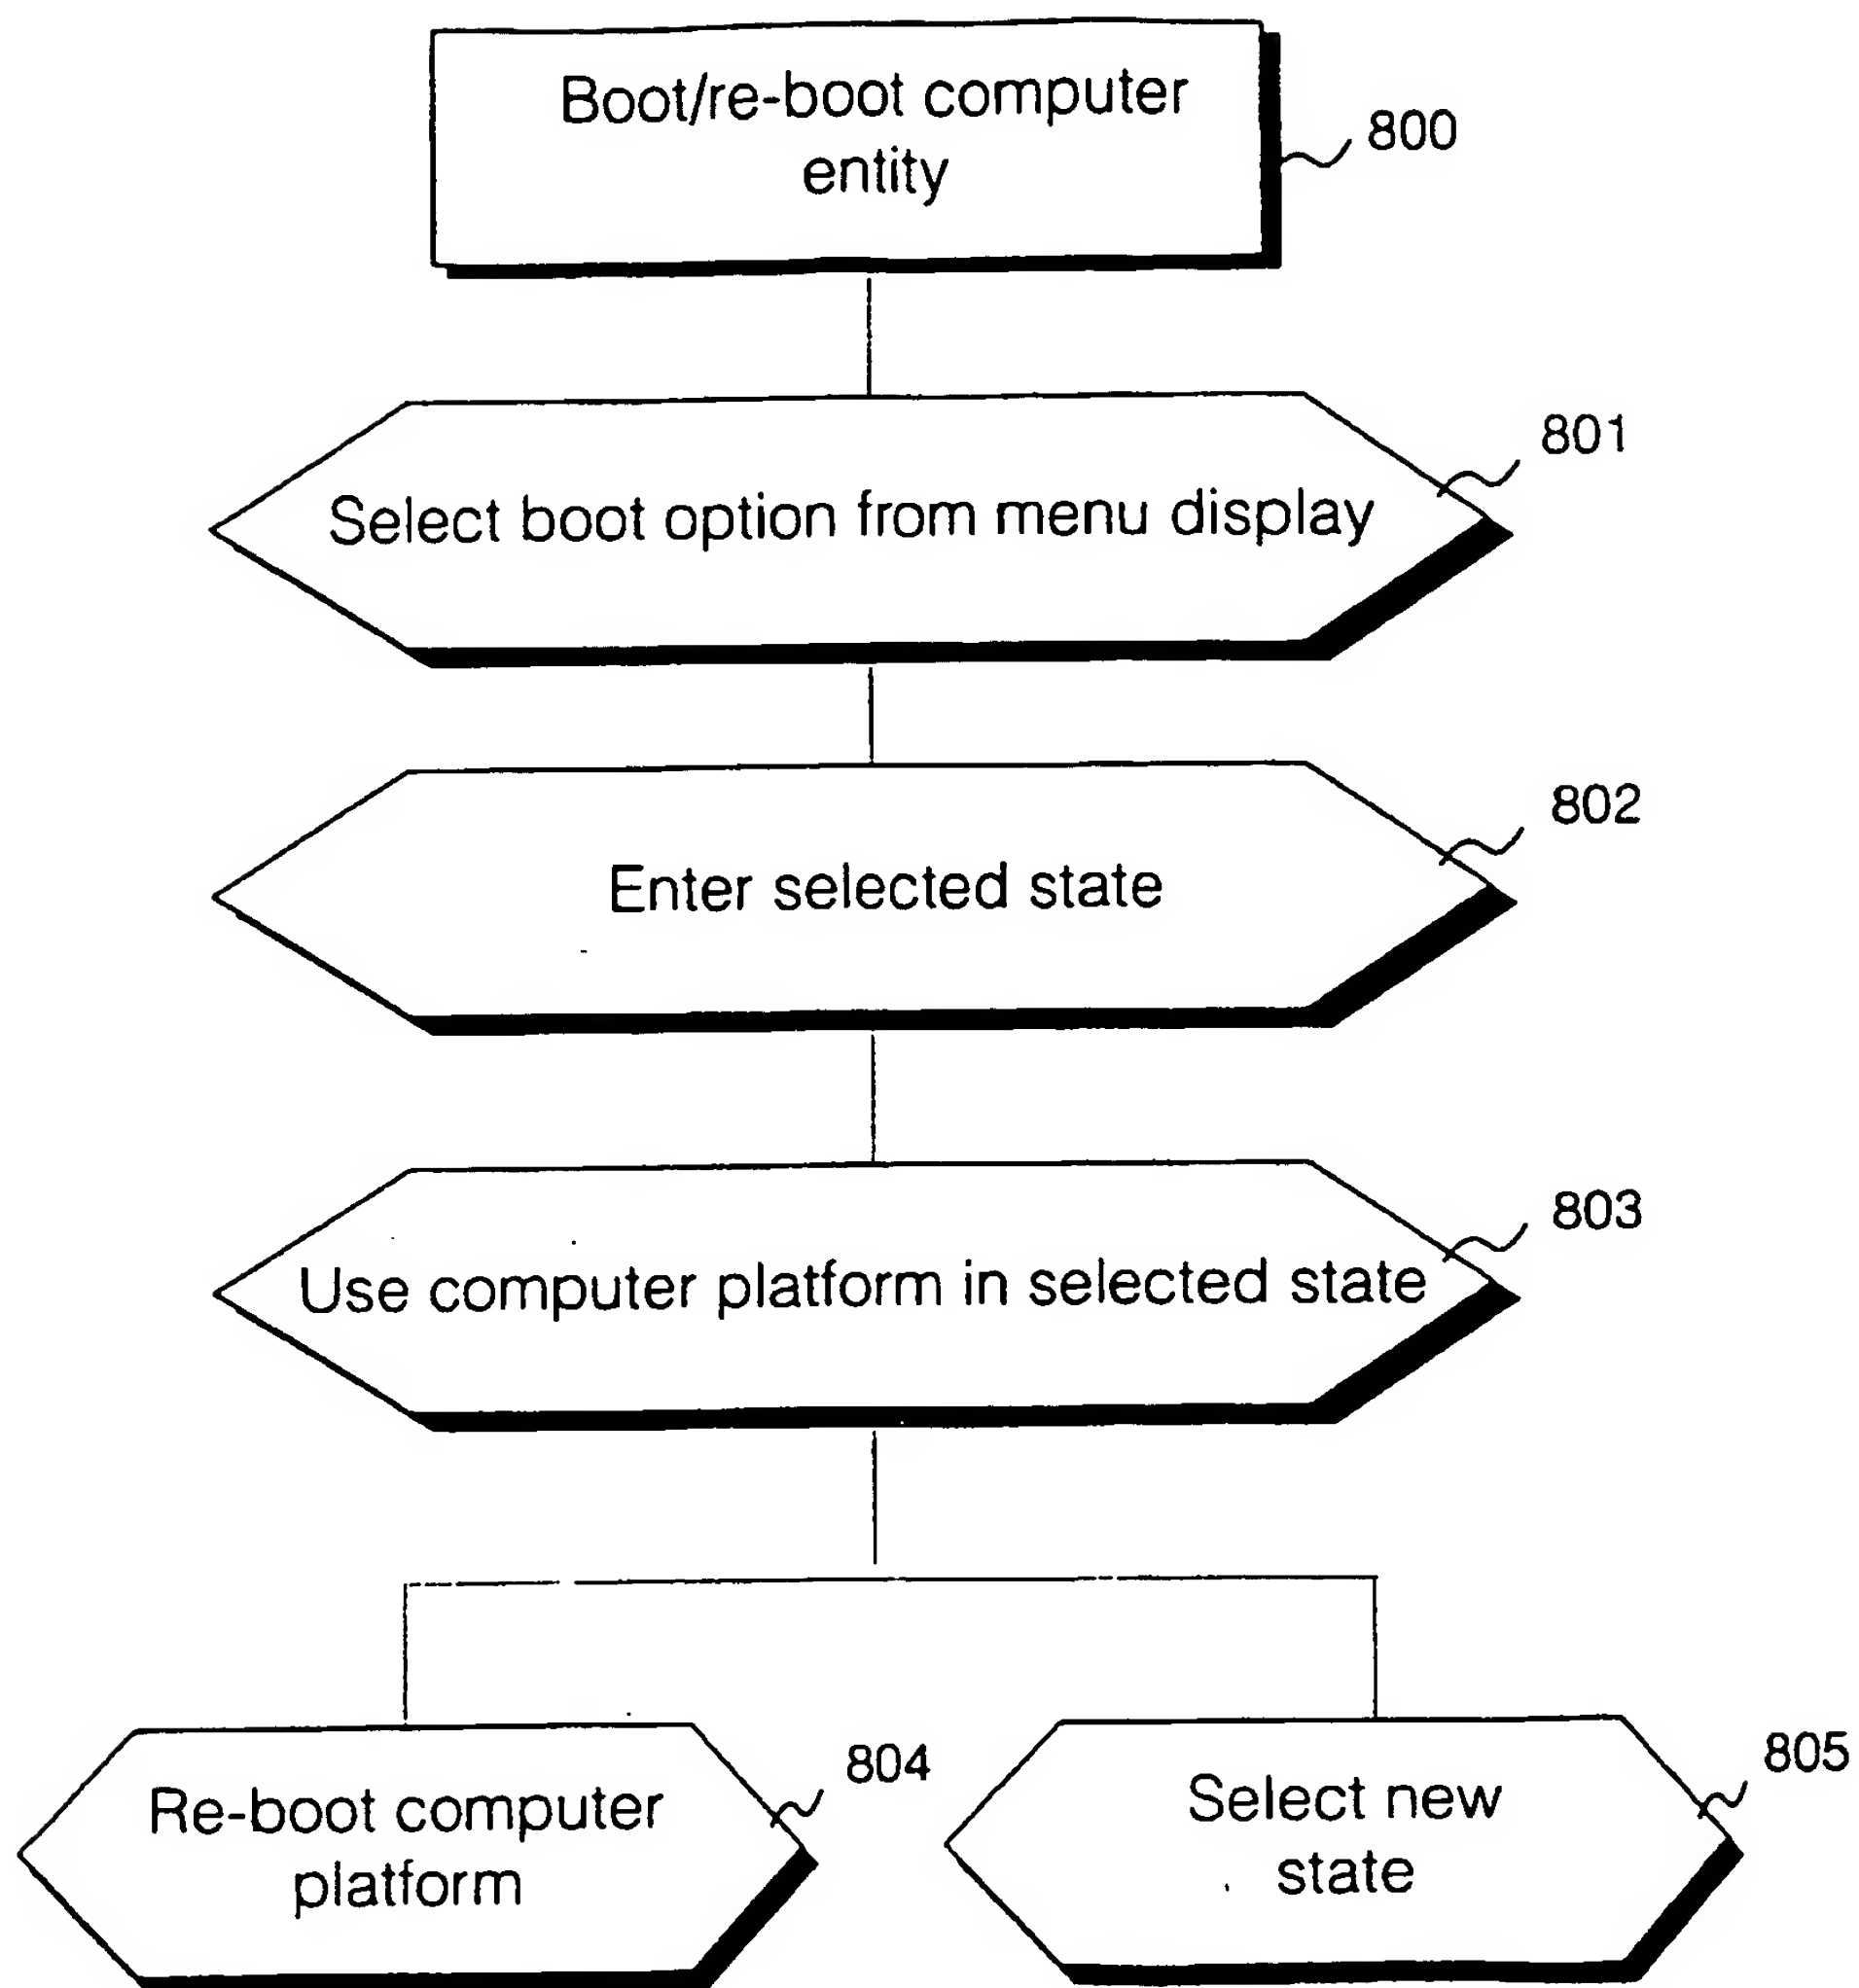 Boot/re-boot computer
entity
800
801
Select boot option from menu display
802
Enter selected state
803
Use computer platform in selected state
804
Re-boot computer
platform
805
Select new
state